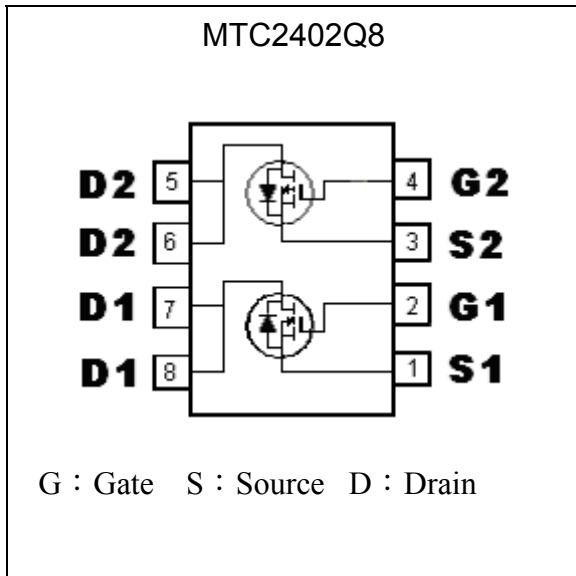 MTC2402Q8
D2 5 4 G2
D2 6 3 S2
D1 7 2 G1
D1 8 1 S1
G：Gate S：Source D：Drain